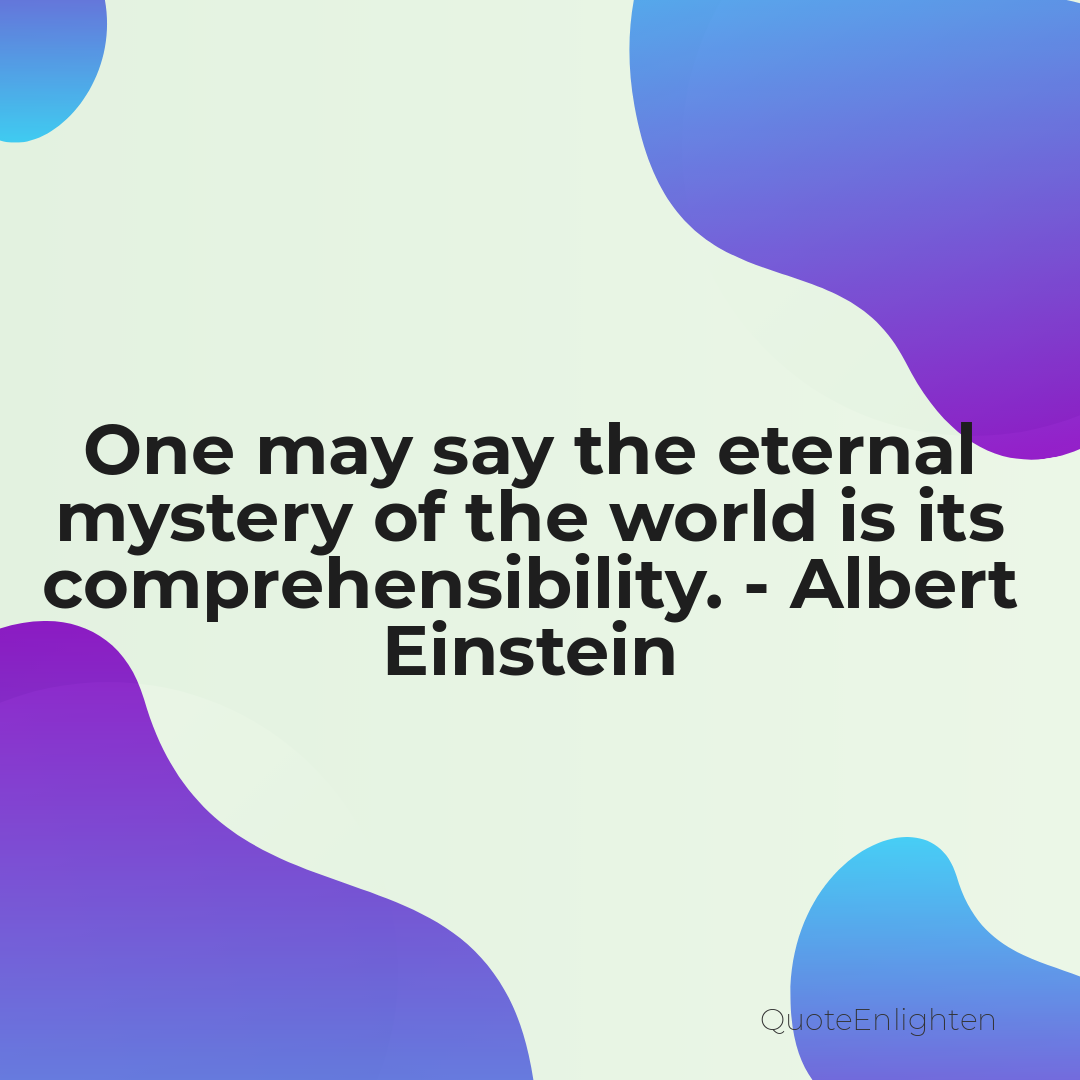 One may say the eternal
mystery of the world is its
comprehensibility. - Albert
Einstein
QuoteEnlighten